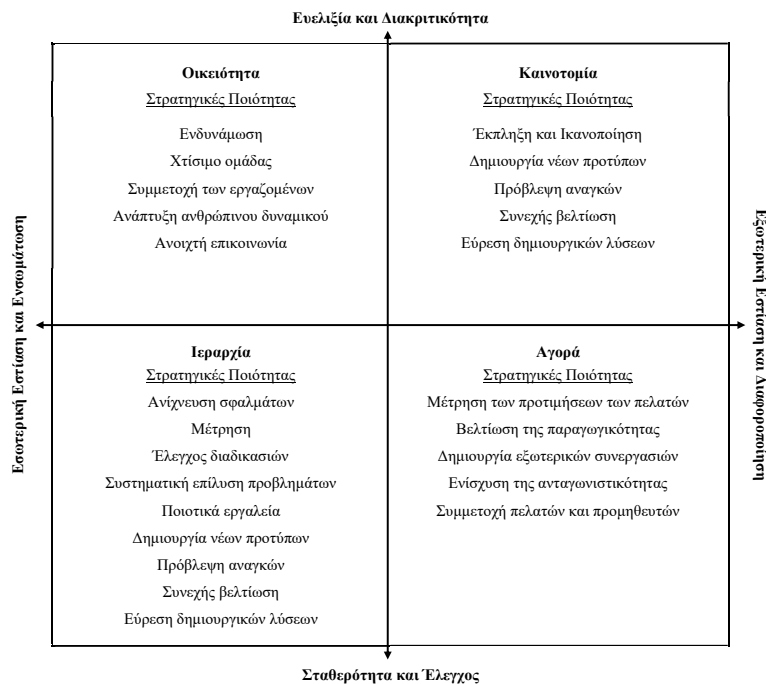 Ευελιξία και Διακριτικότητα
Οικειότητα
Στρατηγικές Ποιότητας
Ενδυνάμωση
Χτίσιμο ομάδας
Συμμετοχή των εργαζομένων
Ανάπτυξη ανθρώπινου δυναμικού
Ανοιχτή επικοινωνία
Καινοτομία
Στρατηγικές Ποιότητας
Έκπληξη και Ικανοποίηση
Δημιουργία νέων προτύπων
Πρόβλεψη αναγκών
Συνεχής βελτίωση
Εύρεση δημιουργικών λύσεων
Εσωτερική Εστίαση και Ενσωμάτωση
Εξωτερική Εστίαση και Διαφοροποίηση
Ιεραρχία
Στρατηγικές Ποιότητας
Ανίχνευση σφαλμάτων
Μέτρηση
Έλεγχος διαδικασιών
Συστηματική επίλυση προβλημάτων
Ποιοτικά εργαλεία
Δημιουργία νέων προτύπων
Πρόβλεψη αναγκών
Συνεχής βελτίωση
Εύρεση δημιουργικών λύσεων
Αγορά
Στρατηγικές Ποιότητας
Μέτρηση των προτιμήσεων των πελατών
Βελτίωση της παραγωγικότητας
Δημιουργία εξωτερικών συνεργασιών
Ενίσχυση της ανταγωνιστικότητας
Συμμετοχή πελατών και προμηθευτών
Σταθερότητα και Έλεγχος